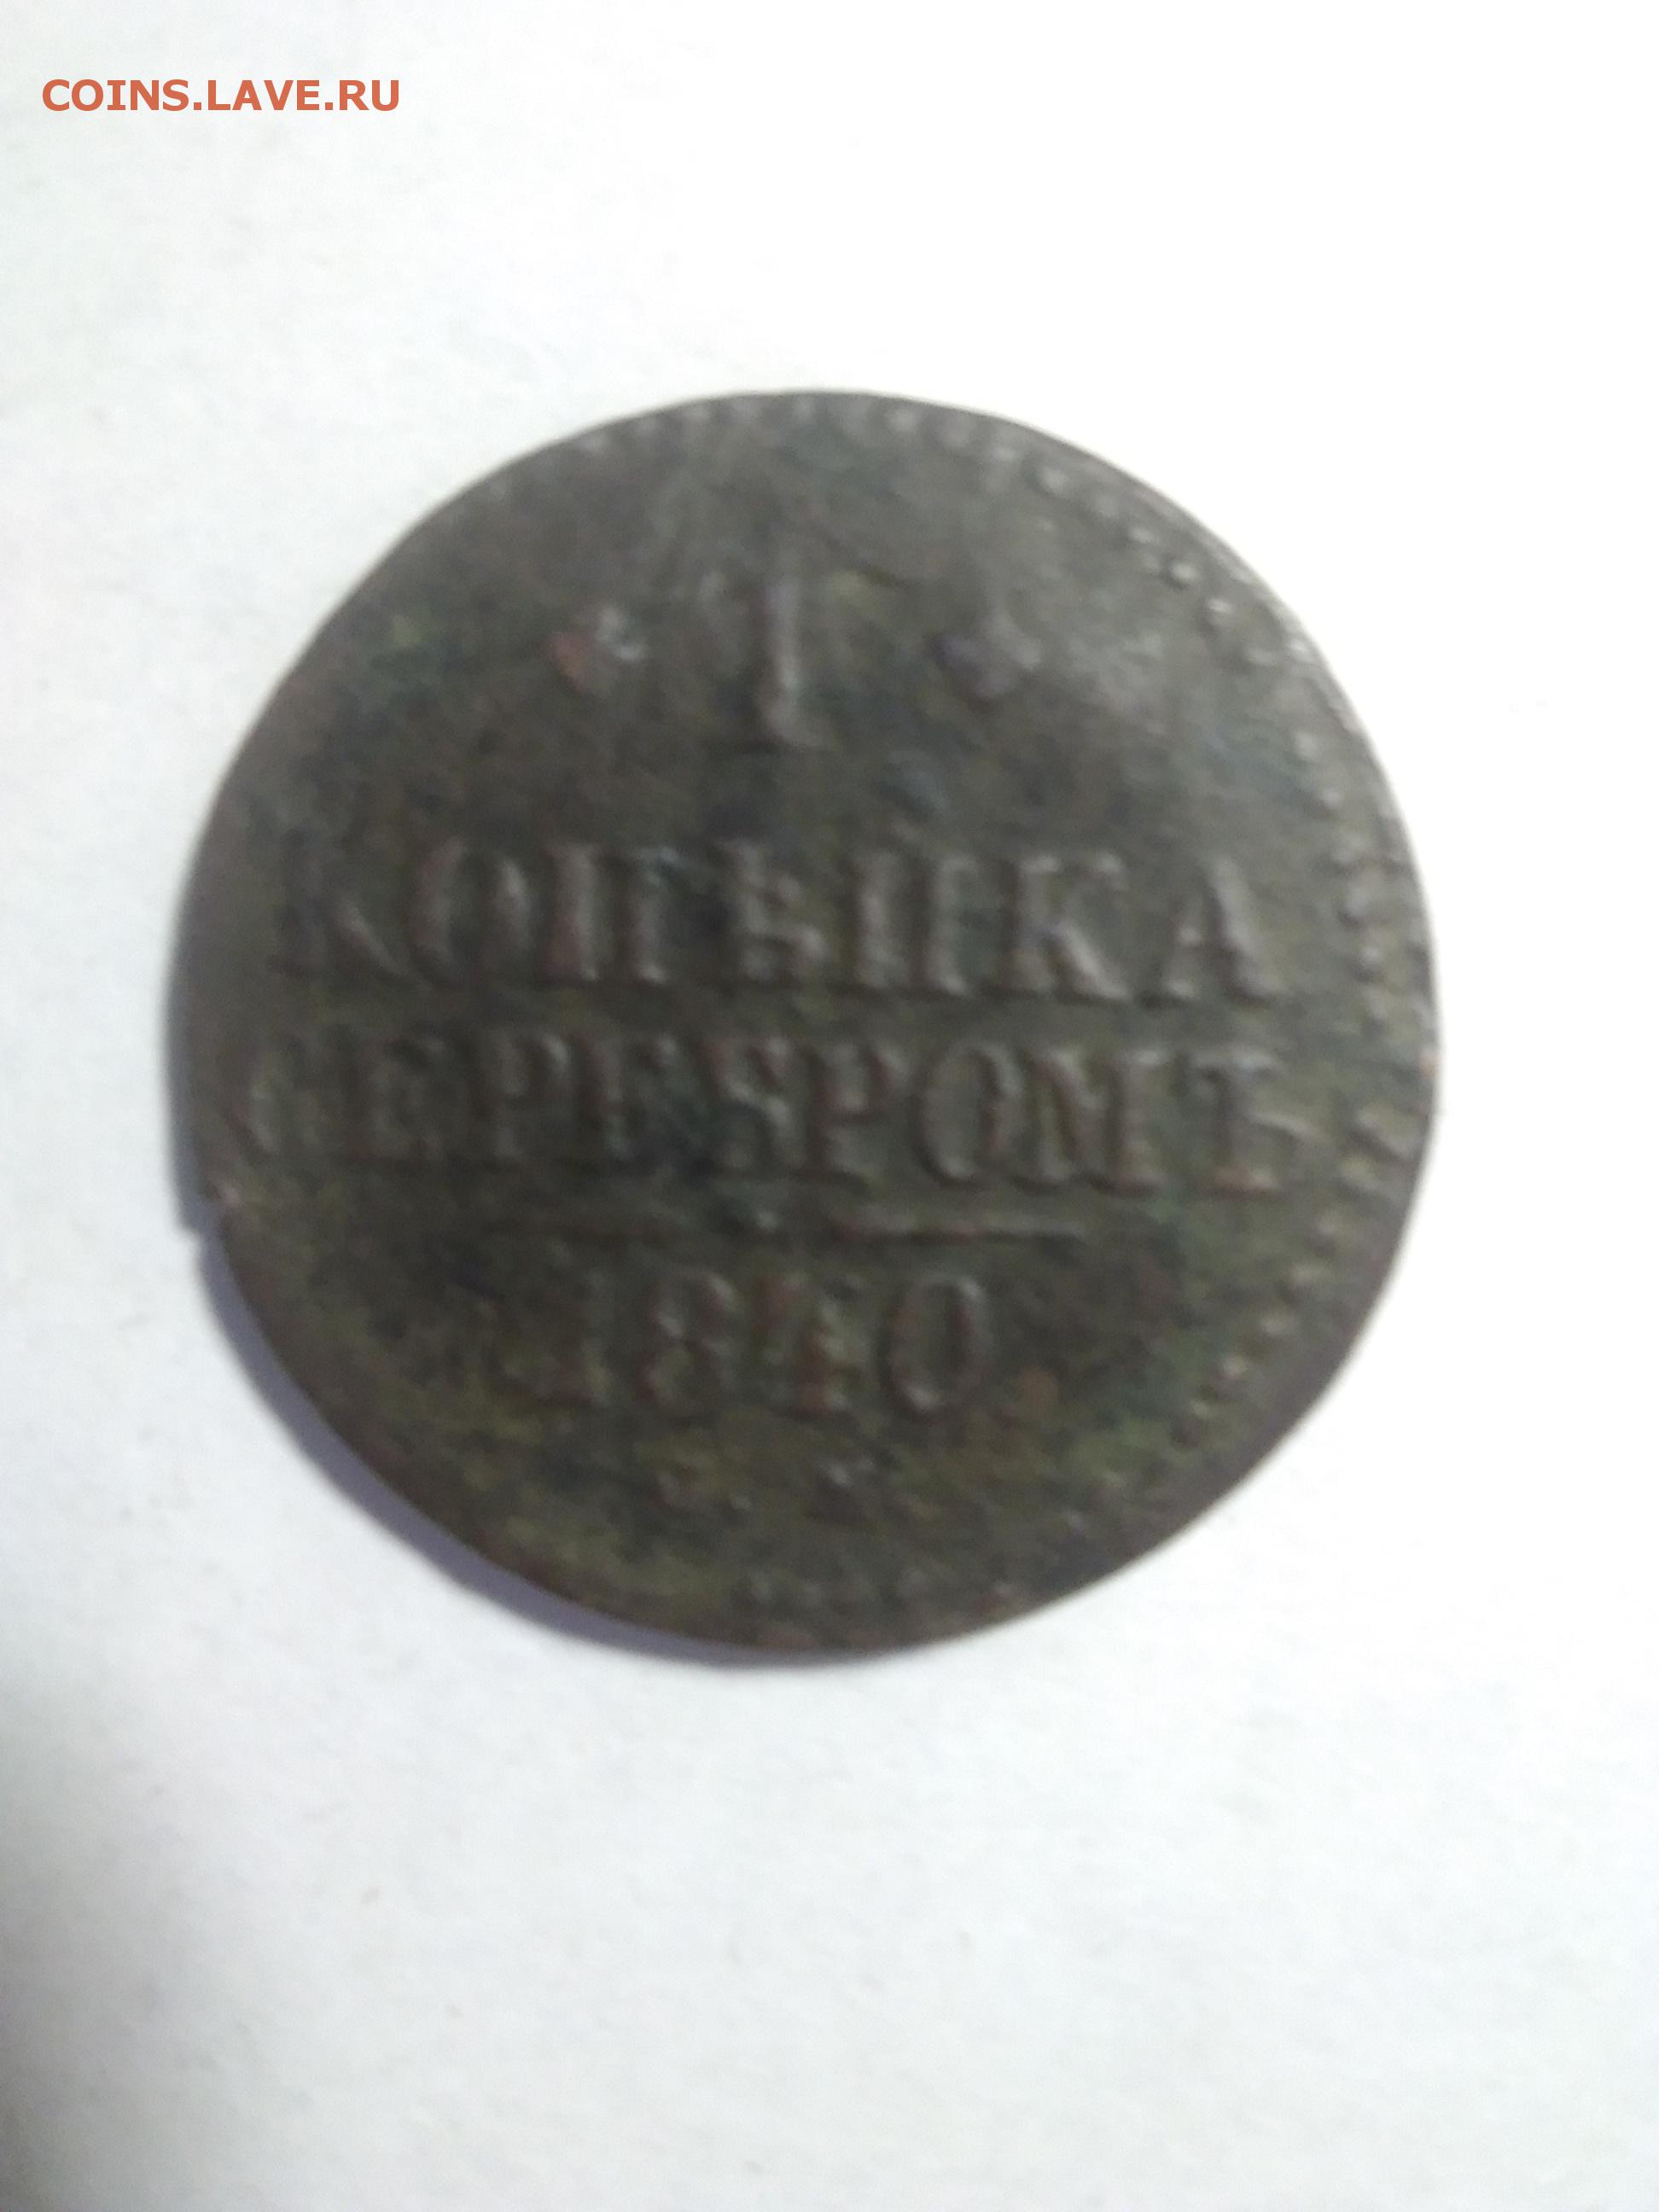 COINS.LAVE.RU
1
КОПѢЙКА
СЕРЕБРОМЪ
1840.